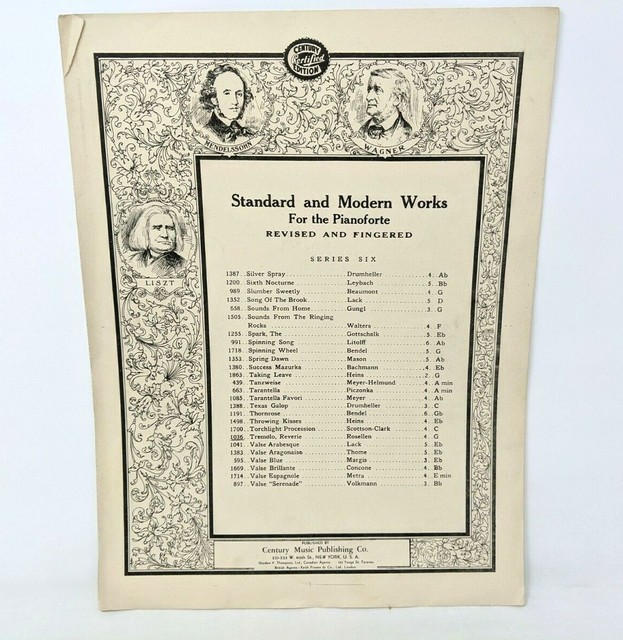 CENTURY
Certified
EDITION
MENDELSSOHN
WAGNER
LISZT
Standard and Modern Works
For the Pianoforte
REVISED AND FINGERED
SERIES SIX
1387 Silver Spray Drumheller 4 Ab
1200 Sixth Nocturne Leybach 5 Bb
989 Slumber Sweetly Beaumont 4 G
1352 Song Of The Brook Lack 5 D
658 Sounds From Home Gungl 3 G
1505 Sounds From The Ringing
Rocks Walters 4 F
1255 Spark, The Gottschalk 5 Eb
991 Spinning Song Litolff 6 Ab
1718 Spinning Wheel Bendel 5 G
1353 Spring Dawn Mason 5 Ab
1380 Success Mazurka Bachmann 4 Eb
1863 Taking Leave Heins 2 G
439 Tanzweise Meyer-Helmund 4 A min
663 Tarantella Pieczonka 4 A min
1085 Tarantella Favori Meyer 4 Ab
1388 Texas Galop Drumheller 3 C
1191 Thornrose Bendel 6 Gb
1498 Throwing Kisses Heins 4 Eb
1700 Torchlight Procession Scottson-Clark 4 C
1036 Tremolo, Reverie Rosellen 4 G
1041 Valse Arabesque Lack 5 Eb
1383 Valse Aragonaise Thome 5 Eb
595 Valse Blue Margis 3 Eb
1669 Valse Brillante Concone 4 Bb
1714 Valse Espagnole Metra 4 E min
897 Valse "Serenade" Volkmann 3 Bb
PUBLISHED BY
Century Music Publishing Co.
W. 40th St., NEW YORK, U. S. A.